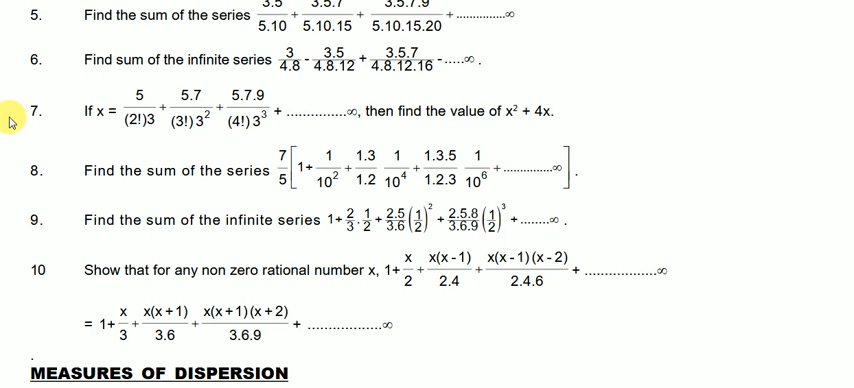 5. Find the sum of the series 3.5/5.10 + 3.5.7/5.10.15 + 3.5.7.9/5.10.15.20 + ...............∞
6. Find sum of the infinite series 3/4.8 - 3.5/4.8.12 + 3.5.7/4.8.12.16 - .....∞ .
7. If x = 5/(2!)3 + 5.7/(3!)3² + 5.7.9/(4!)3³ + ...............∞, then find the value of x² + 4x.
8. Find the sum of the series 7/5 [1+ 1/10² + 1.3/1.2 1/10⁴ + 1.3.5/1.2.3 1/10⁶ + ...............∞] .
9. Find the sum of the infinite series 1+ 2/3 . 1/2 + 2.5/3.6 (1/2)² + 2.5.8/3.6.9 (1/2)³ + ........∞ .
10 Show that for any non zero rational number x, 1+ x/2 + x(x-1)/2.4 + x(x-1)(x-2)/2.4.6 + ..................∞
= 1+ x/3 + x(x+1)/3.6 + x(x+1)(x+2)/3.6.9 + ...................∞
.
MEASURES OF DISPERSION